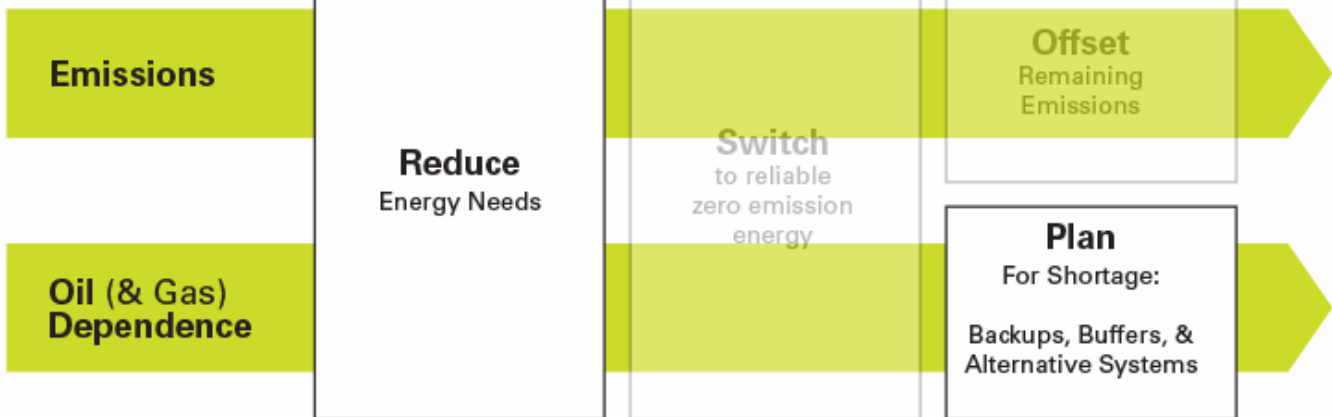 Emissions
Oil (& Gas)
Dependence
Reduce
Energy Needs
Switch
to reliable
zero emission
energy
Offset
Remaining
Emissions
Plan
For Shortage:
Backups, Buffers, &
Alternative Systems